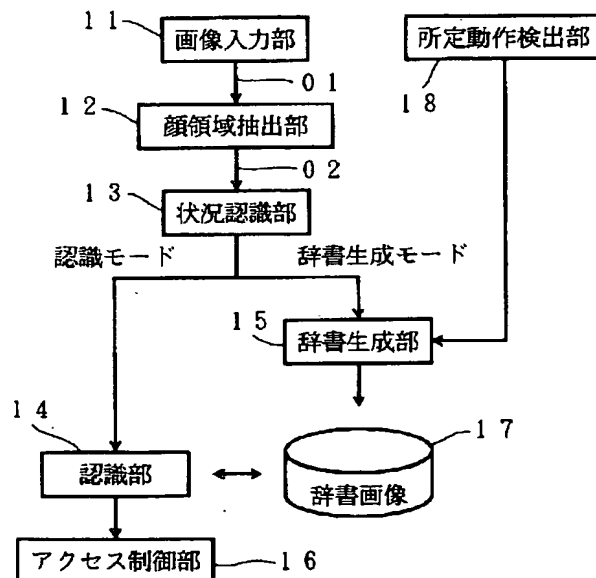 11 画像入力部
所定動作検出部
01
18
12 顔領域抽出部
02
13 状況認識部
認識モード 辞書生成モード
15 辞書生成部
14
17
認識部
辞書画像
アクセス制御部 16